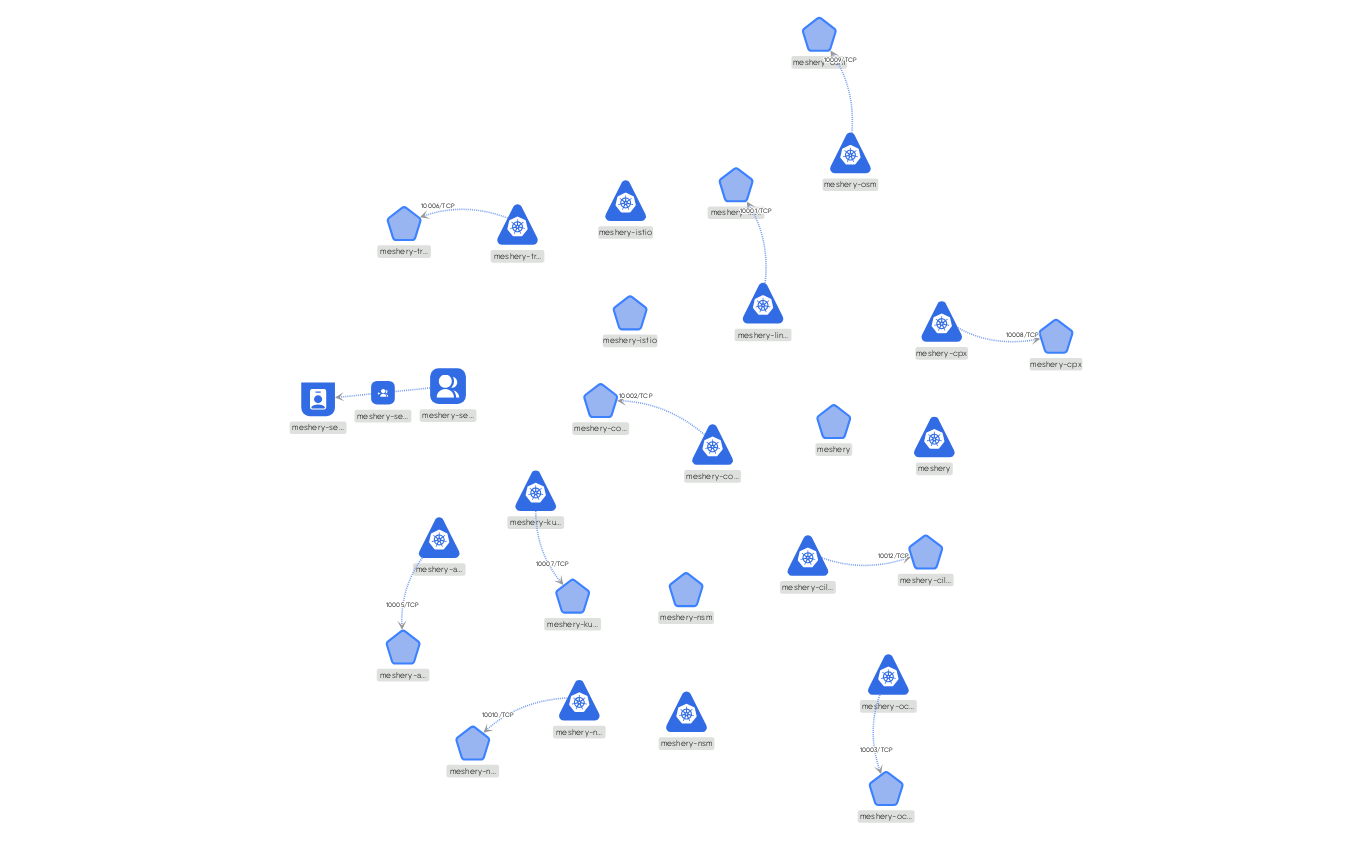 meshery-osm
10009/TCP
meshery-osm
10006/TCP
meshery-tr...
meshery-tr...
meshery-istio
10001/TCP
meshery-lin...
meshery-istio
meshery-cpx
10008/TCP
meshery-cpx
meshery-se...
meshery-se...
meshery-se...
10002/TCP
meshery-co...
meshery-co...
meshery
meshery
meshery-ku...
10007/TCP
meshery-ku...
meshery-a...
10005/TCP
meshery-a...
meshery-nsm
meshery-cil...
10012/TCP
meshery-cil...
meshery-oc...
10003/TCP
meshery-oc...
10010/TCP
meshery-n...
meshery-n...
meshery-nsm